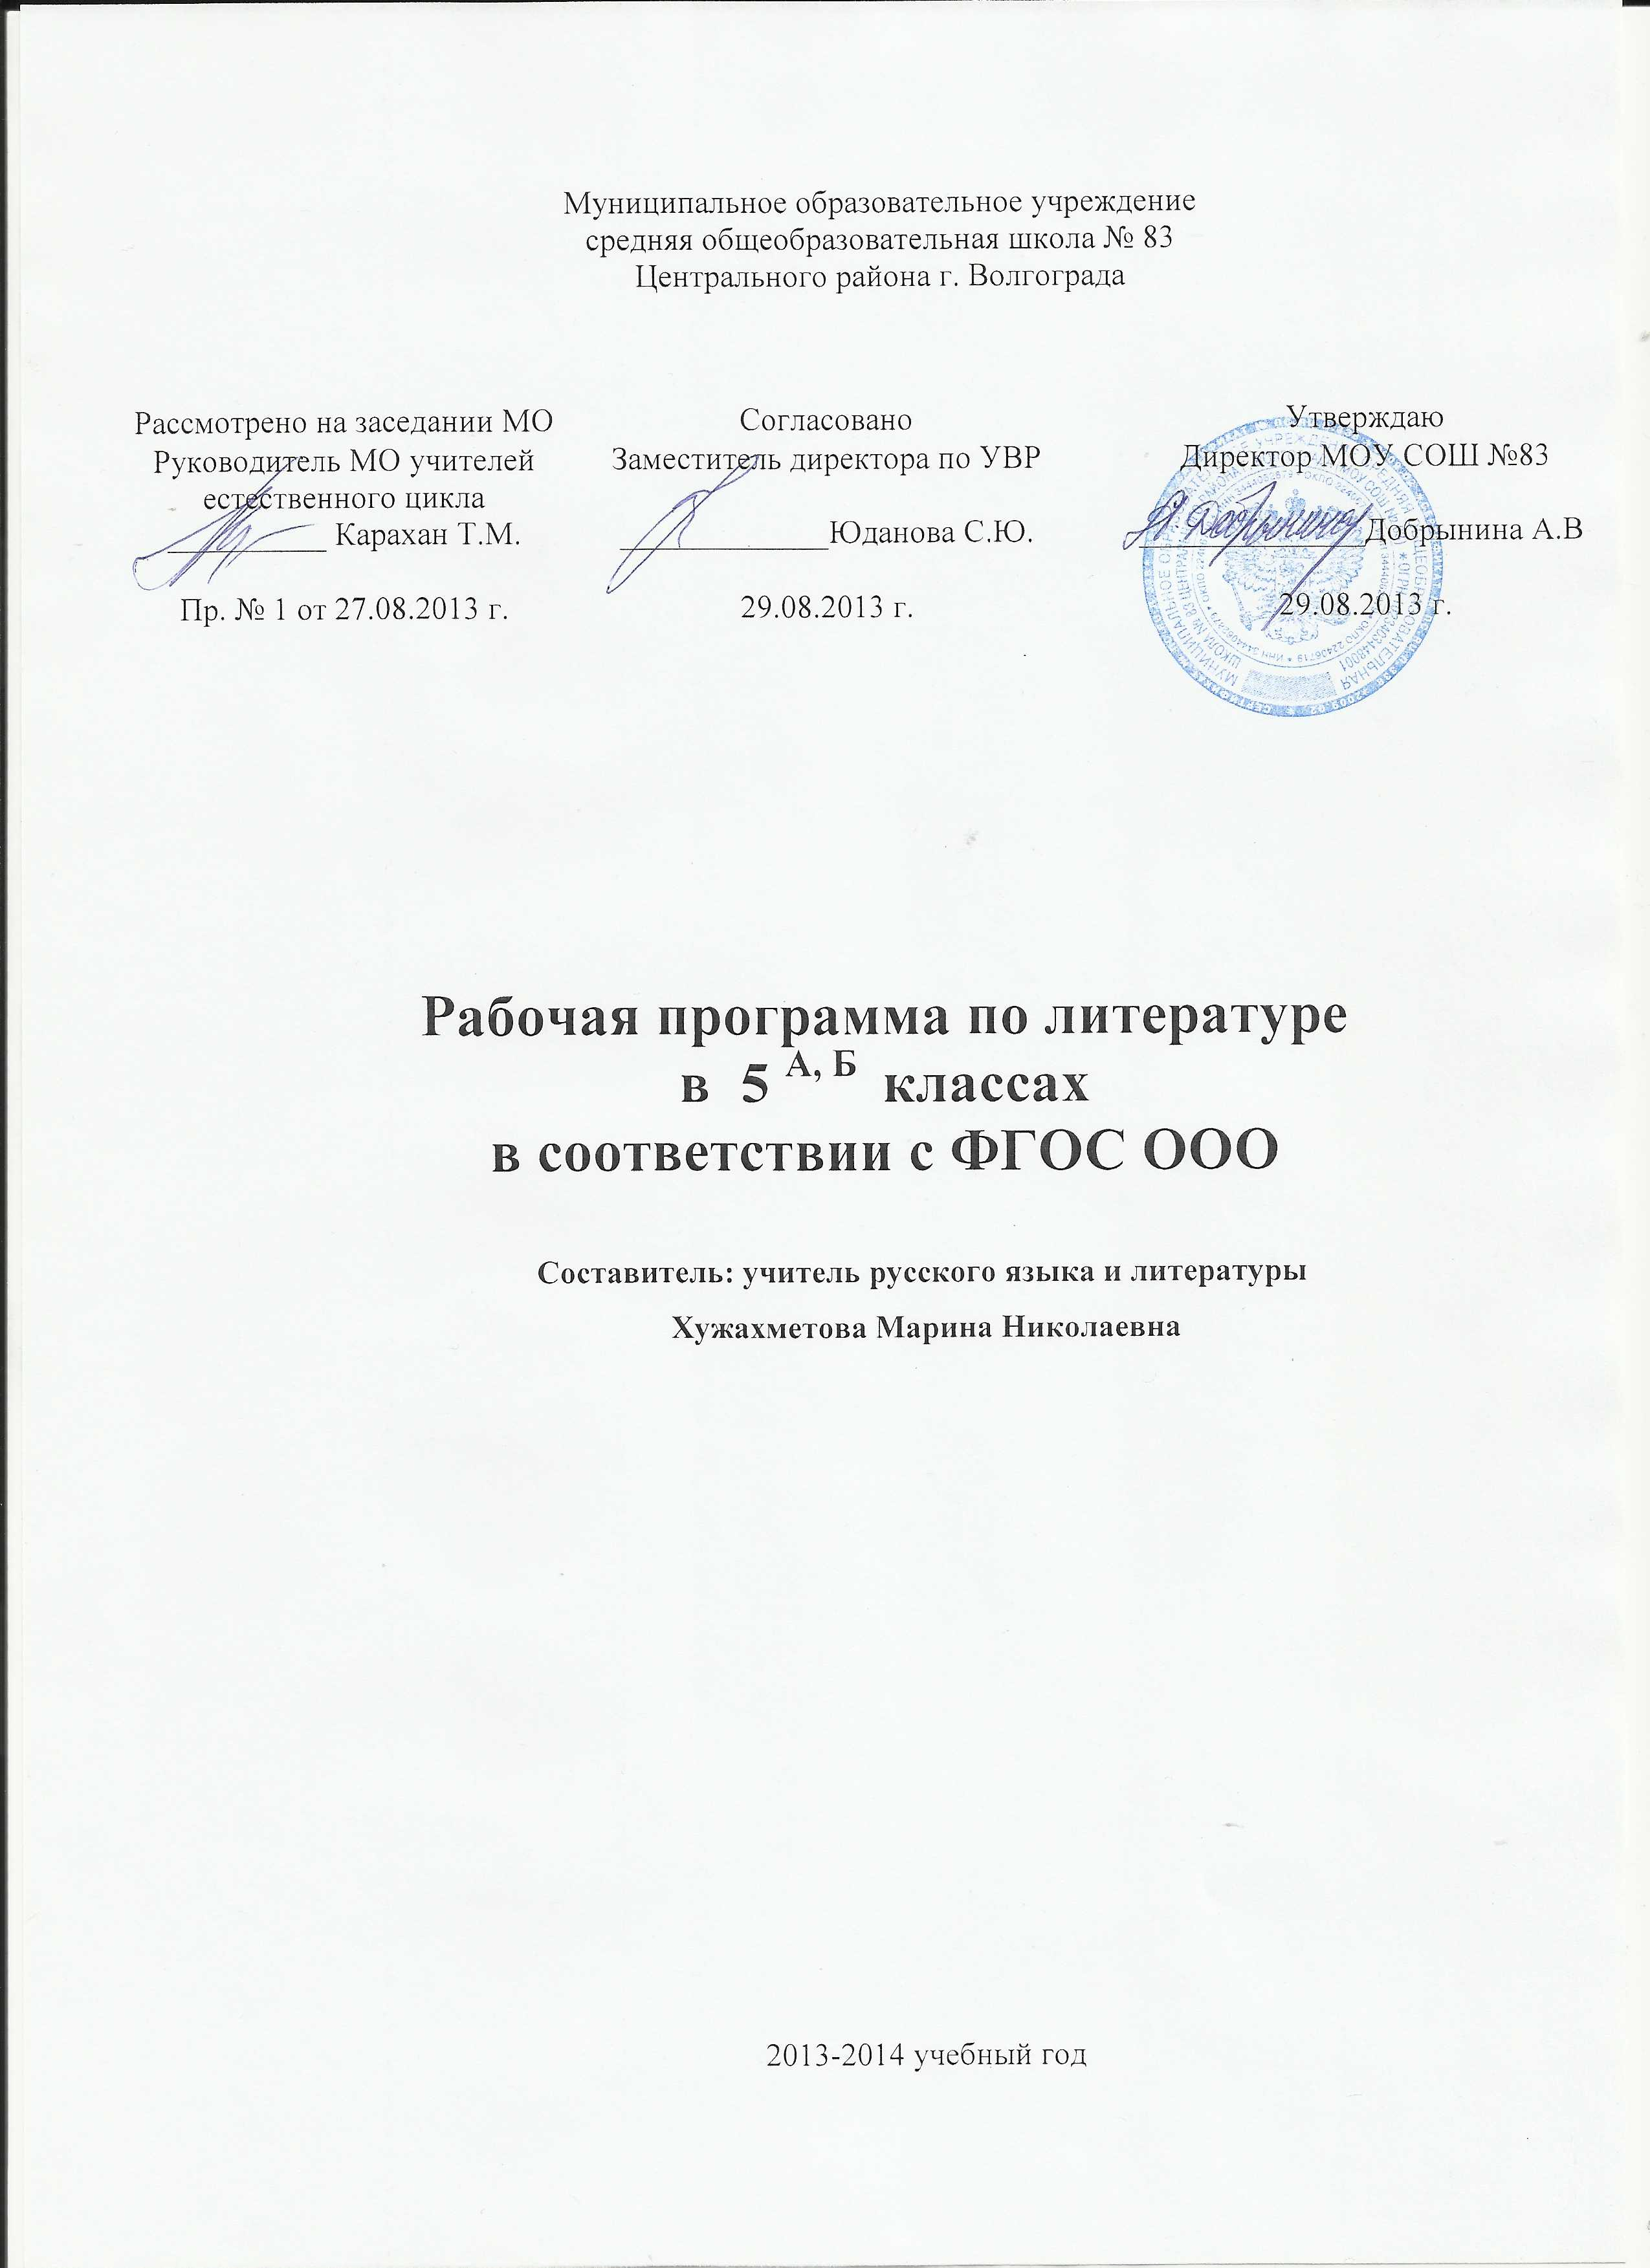 Муниципальное образовательное учреждение
средняя общеобразовательная школа № 83
Центрального района г. Волгограда
Рассмотрено на заседании МО
Руководитель МО учителей
естественного цикла
__________ Карахан Т.М.
Пр. № 1 от 27.08.2013 г.
Согласовано
Заместитель директора по УВР
_____________Юданова С.Ю.
29.08.2013 г.
Утверждаю
Директор МОУ СОШ №83
______________Добрынина А.В
29.08.2013 г.
Рабочая программа по литературе
в 5 А, Б классах
в соответствии с ФГОС ООО
Составитель: учитель русского языка и литературы
Хужахметова Марина Николаевна
2013-2014 учебный год